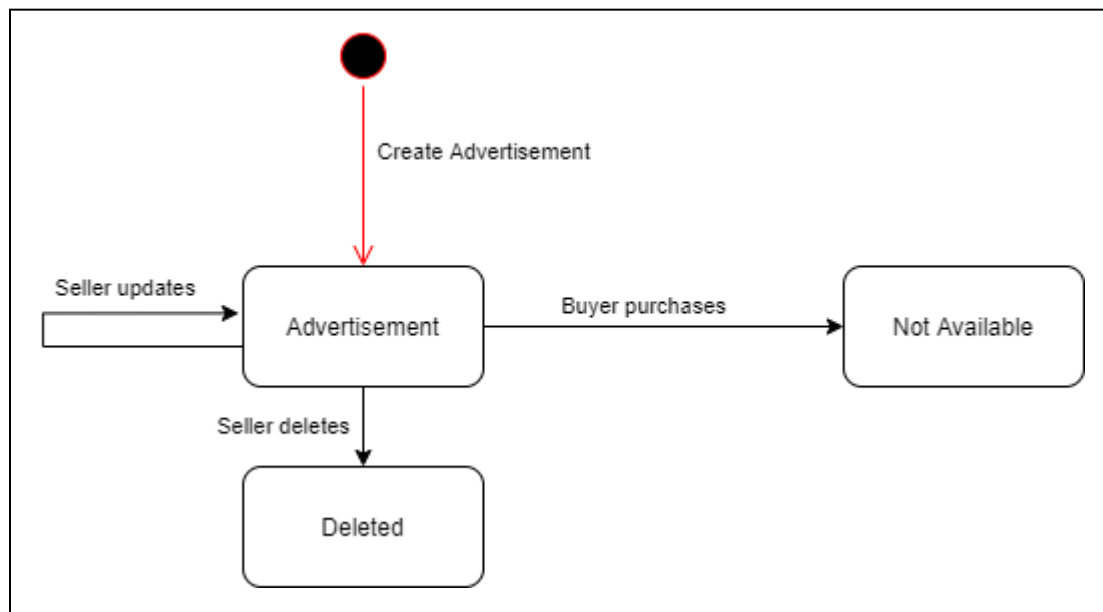 Create Advertisement
Seller updates
Advertisement
Buyer purchases
Not Available
Seller deletes
Deleted